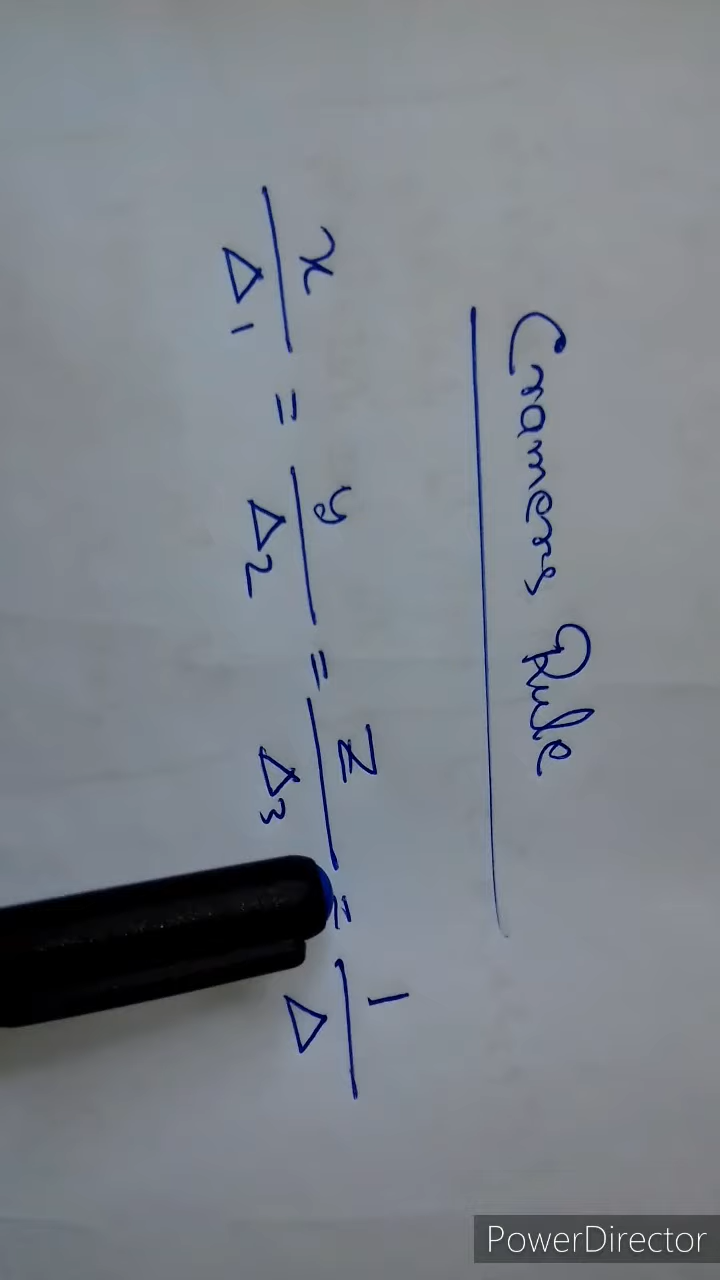 Cramers Rule
x/Δ1 = y/Δ2 = z/Δ3 = 1/Δ
PowerDirector